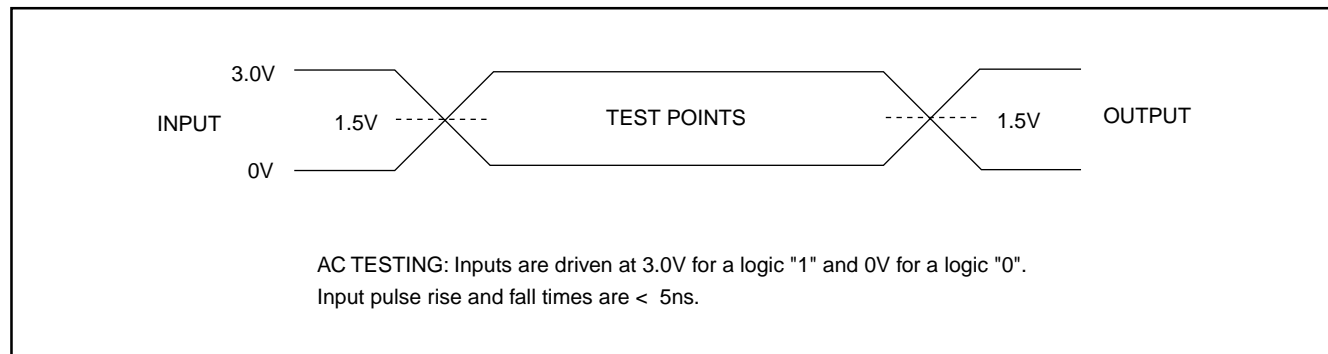 3.0V
INPUT
1.5V
TEST POINTS
1.5V
OUTPUT
0V
AC TESTING: Inputs are driven at 3.0V for a logic "1" and 0V for a logic "0".
Input pulse rise and fall times are <  5ns.